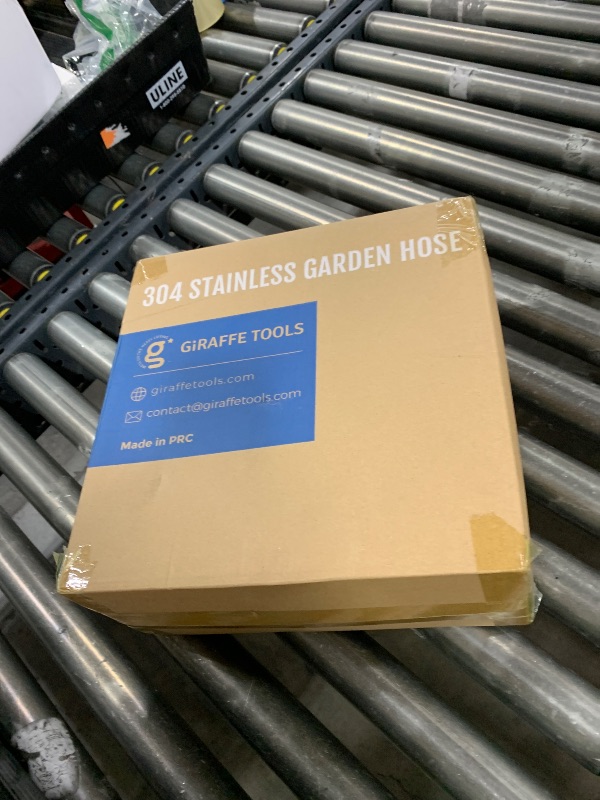 ULINE
304 STAINLESS GARDEN HOSE
g
GiRAFFE TOOLS
giraffetools.com
contact@giraffetools.com
Made in PRC